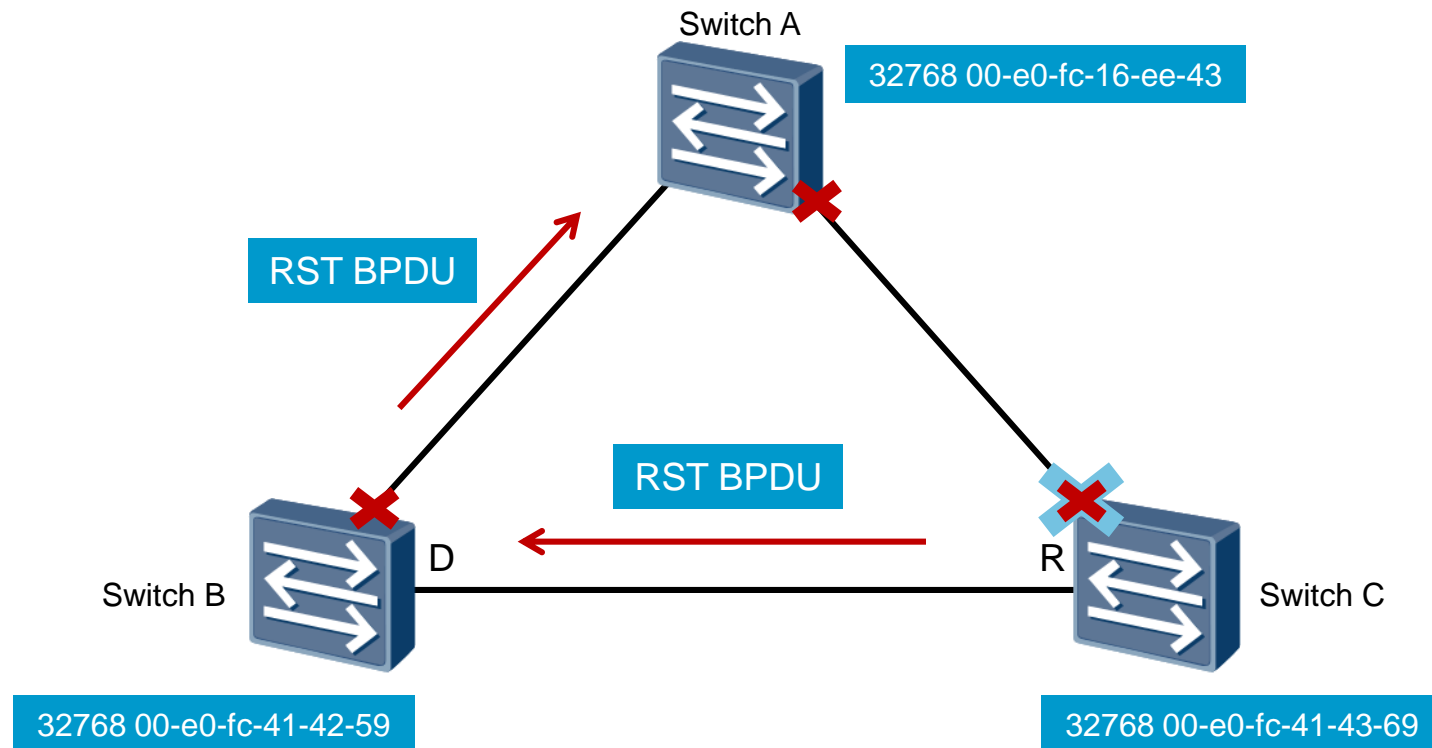 Switch A
32768 00-e0-fc-16-ee-43
RST BPDU
RST BPDU
D
R
Switch B
Switch C
32768 00-e0-fc-41-42-59
32768 00-e0-fc-41-43-69